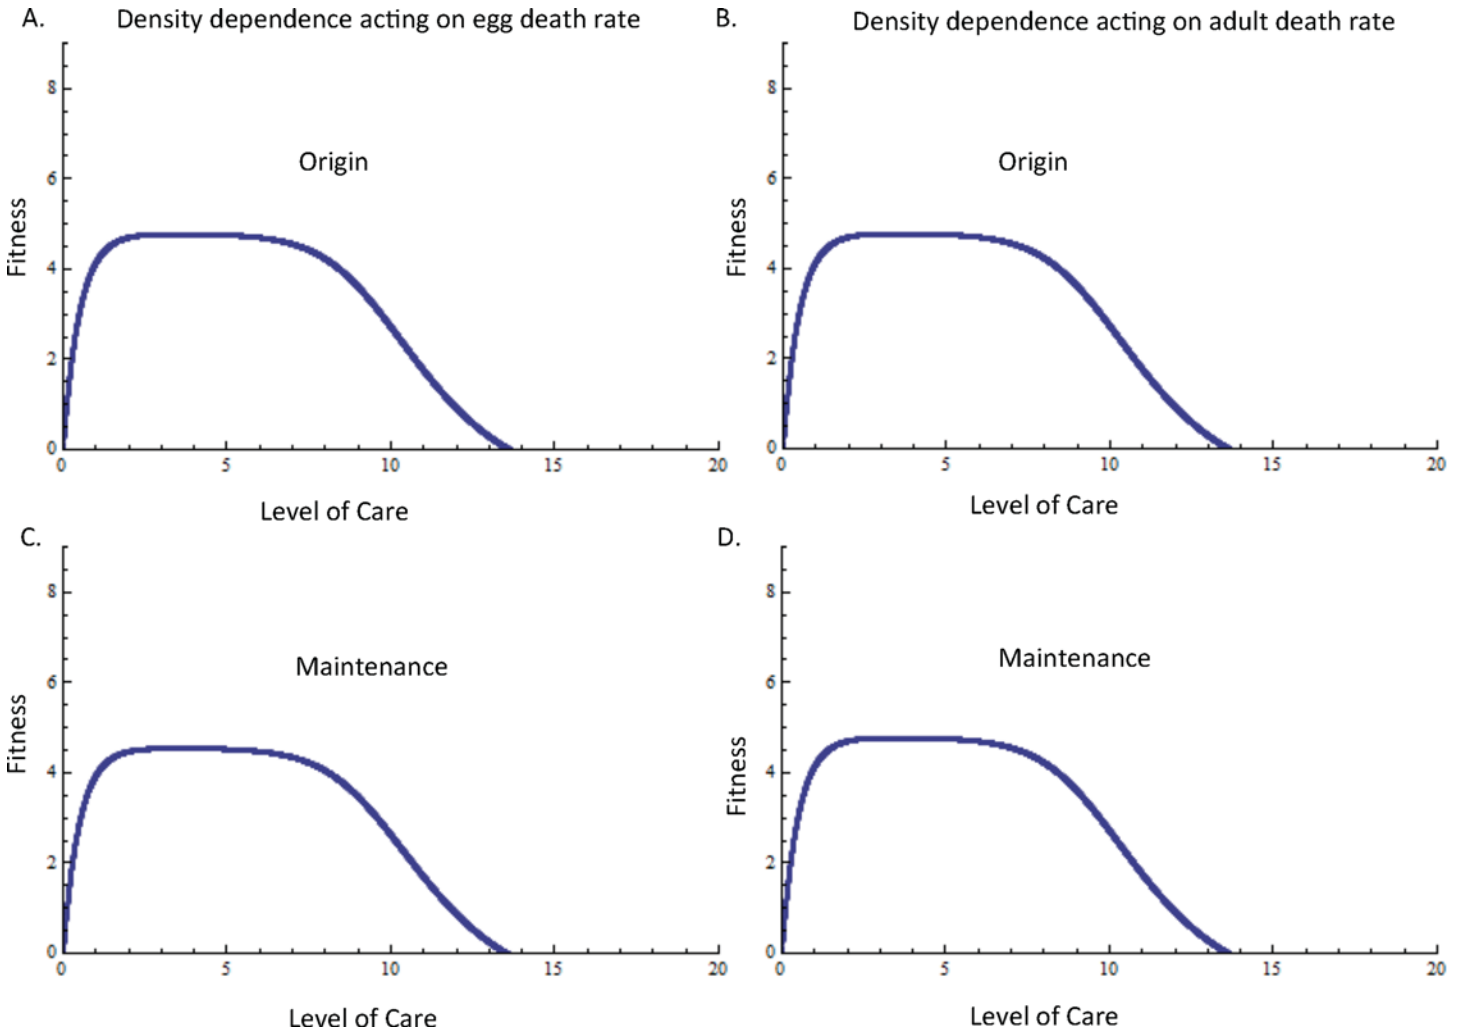 A.
Density dependence acting on egg death rate
B.
Density dependence acting on adult death rate
8
6
4
2
0
Fitness
Origin
0 5 10 15 20
Level of Care
8
6
4
2
0
Fitness
Origin
0 5 10 15 20
Level of Care
C.
8
6
4
2
0
Fitness
Maintenance
0 5 10 15 20
Level of Care
D.
8
6
4
2
0
Fitness
Maintenance
0 5 10 15 20
Level of Care